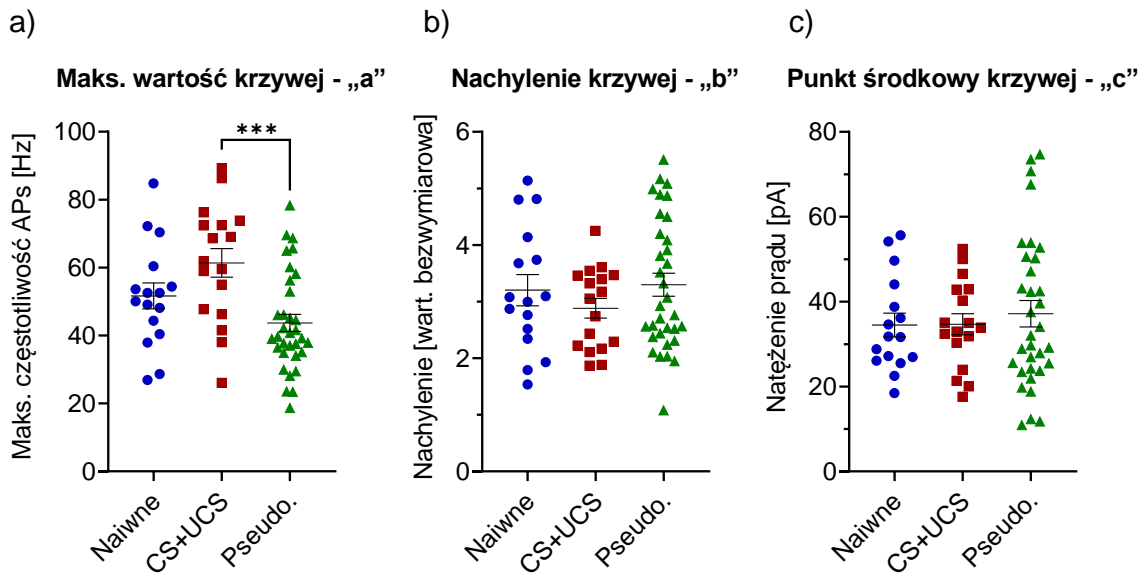 a)
Maks. wartość krzywej - „a”
***
Maks. częstotliwość APs [Hz]
100
80
60
40
20
0
Naiwne
CS+UCS
Pseudo.
b)
Nachylenie krzywej - „b”
Nachylenie [wart. bezwymiarowa]
6
4
2
0
Naiwne
CS+UCS
Pseudo.
c)
Punkt środkowy krzywej - „c”
Natężenie prądu [pA]
80
60
40
20
0
Naiwne
CS+UCS
Pseudo.